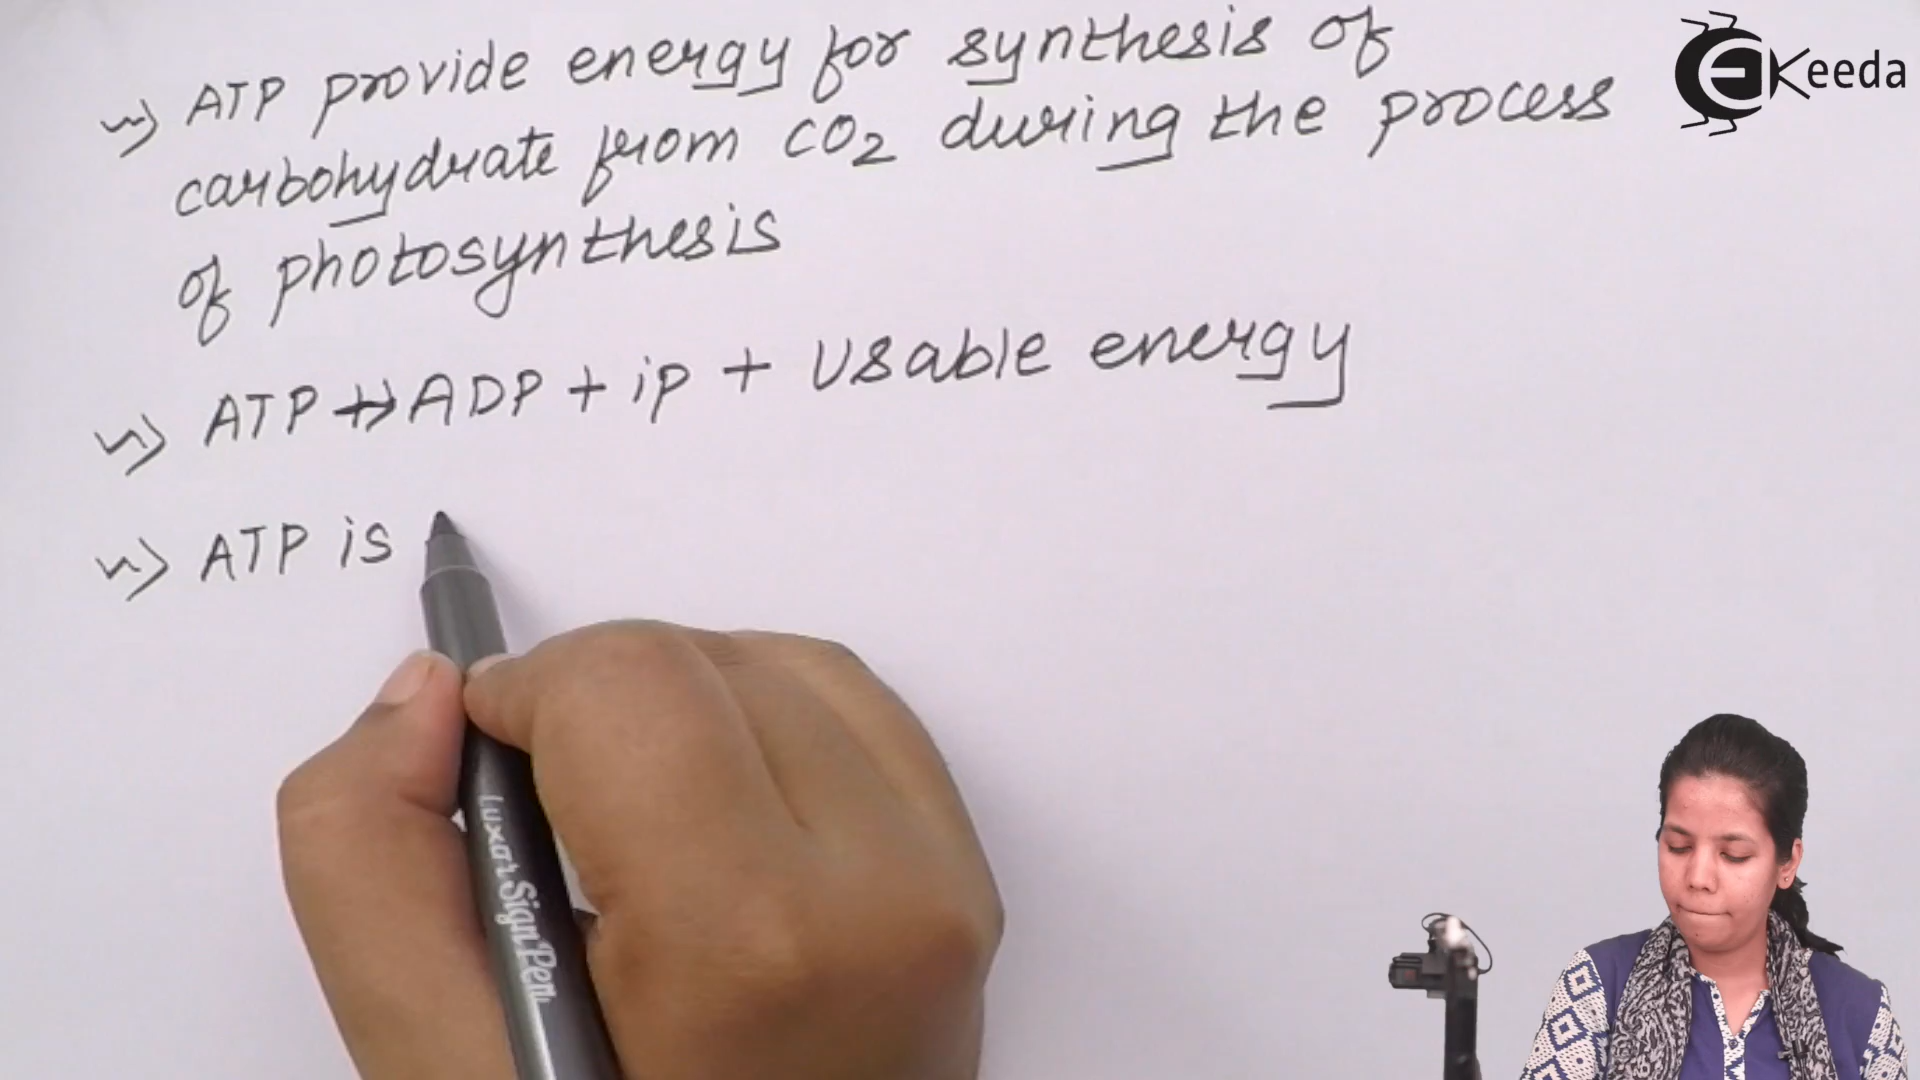 ATP provide energy for synthesis of
carbohydrate from CO₂ during the process
of photosynthesis
ATP → ADP + ip + Usable energy
ATP is
Luxor SignPen
EKeeda